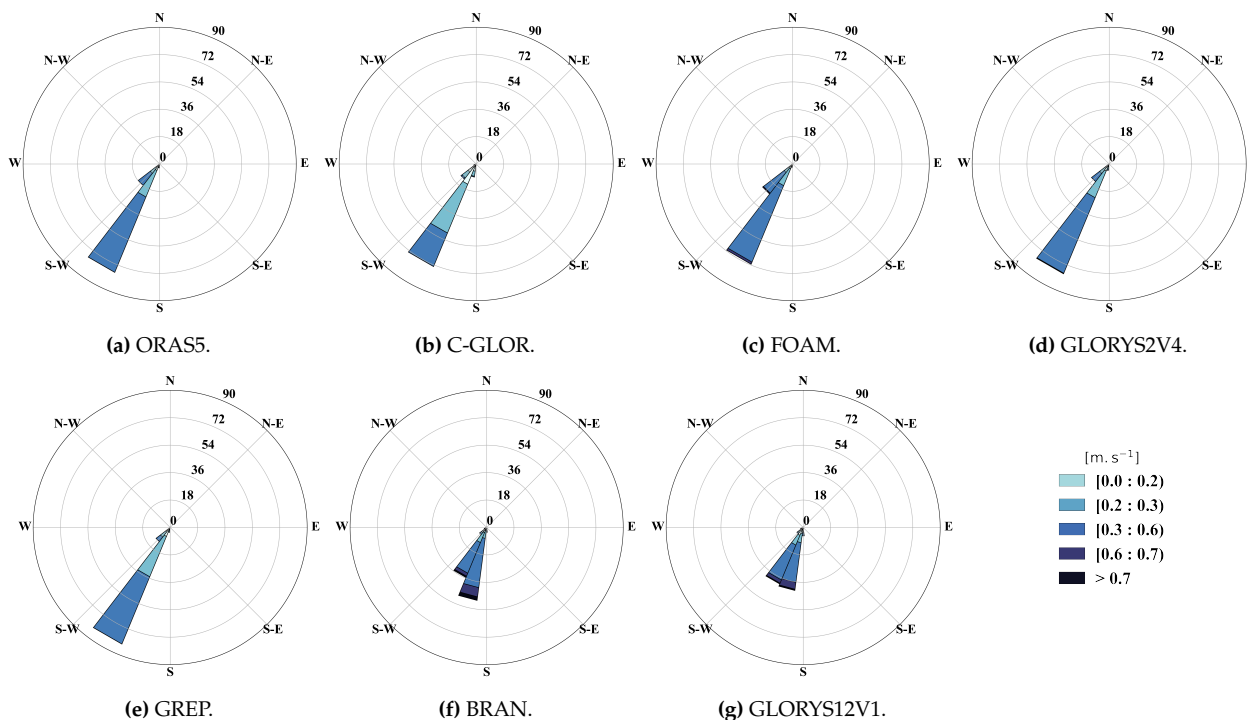 N
N-W
90
N-E
72
54
36
18
W
0
E
S-W
S-E
S
(a) ORAS5.
N
N-W
90
N-E
72
54
36
18
W
0
E
S-W
S-E
S
(b) C-GLOR.
N
N-W
90
N-E
72
54
36
18
W
0
E
S-W
S-E
S
(c) FOAM.
N
N-W
90
N-E
72
54
36
18
W
0
E
S-W
S-E
S
(d) GLORYS2V4.
N
N-W
90
N-E
72
54
36
18
W
0
E
S-W
S-E
S
(e) GREP.
N
N-W
90
N-E
72
54
36
18
W
0
E
S-W
S-E
S
(f) BRAN.
N
N-W
90
N-E
72
54
36
18
W
0
E
S-W
S-E
S
(g) GLORYS12V1.
[m.s⁻¹]
[0.0 : 0.2)
[0.2 : 0.3)
[0.3 : 0.6)
[0.6 : 0.7)
> 0.7